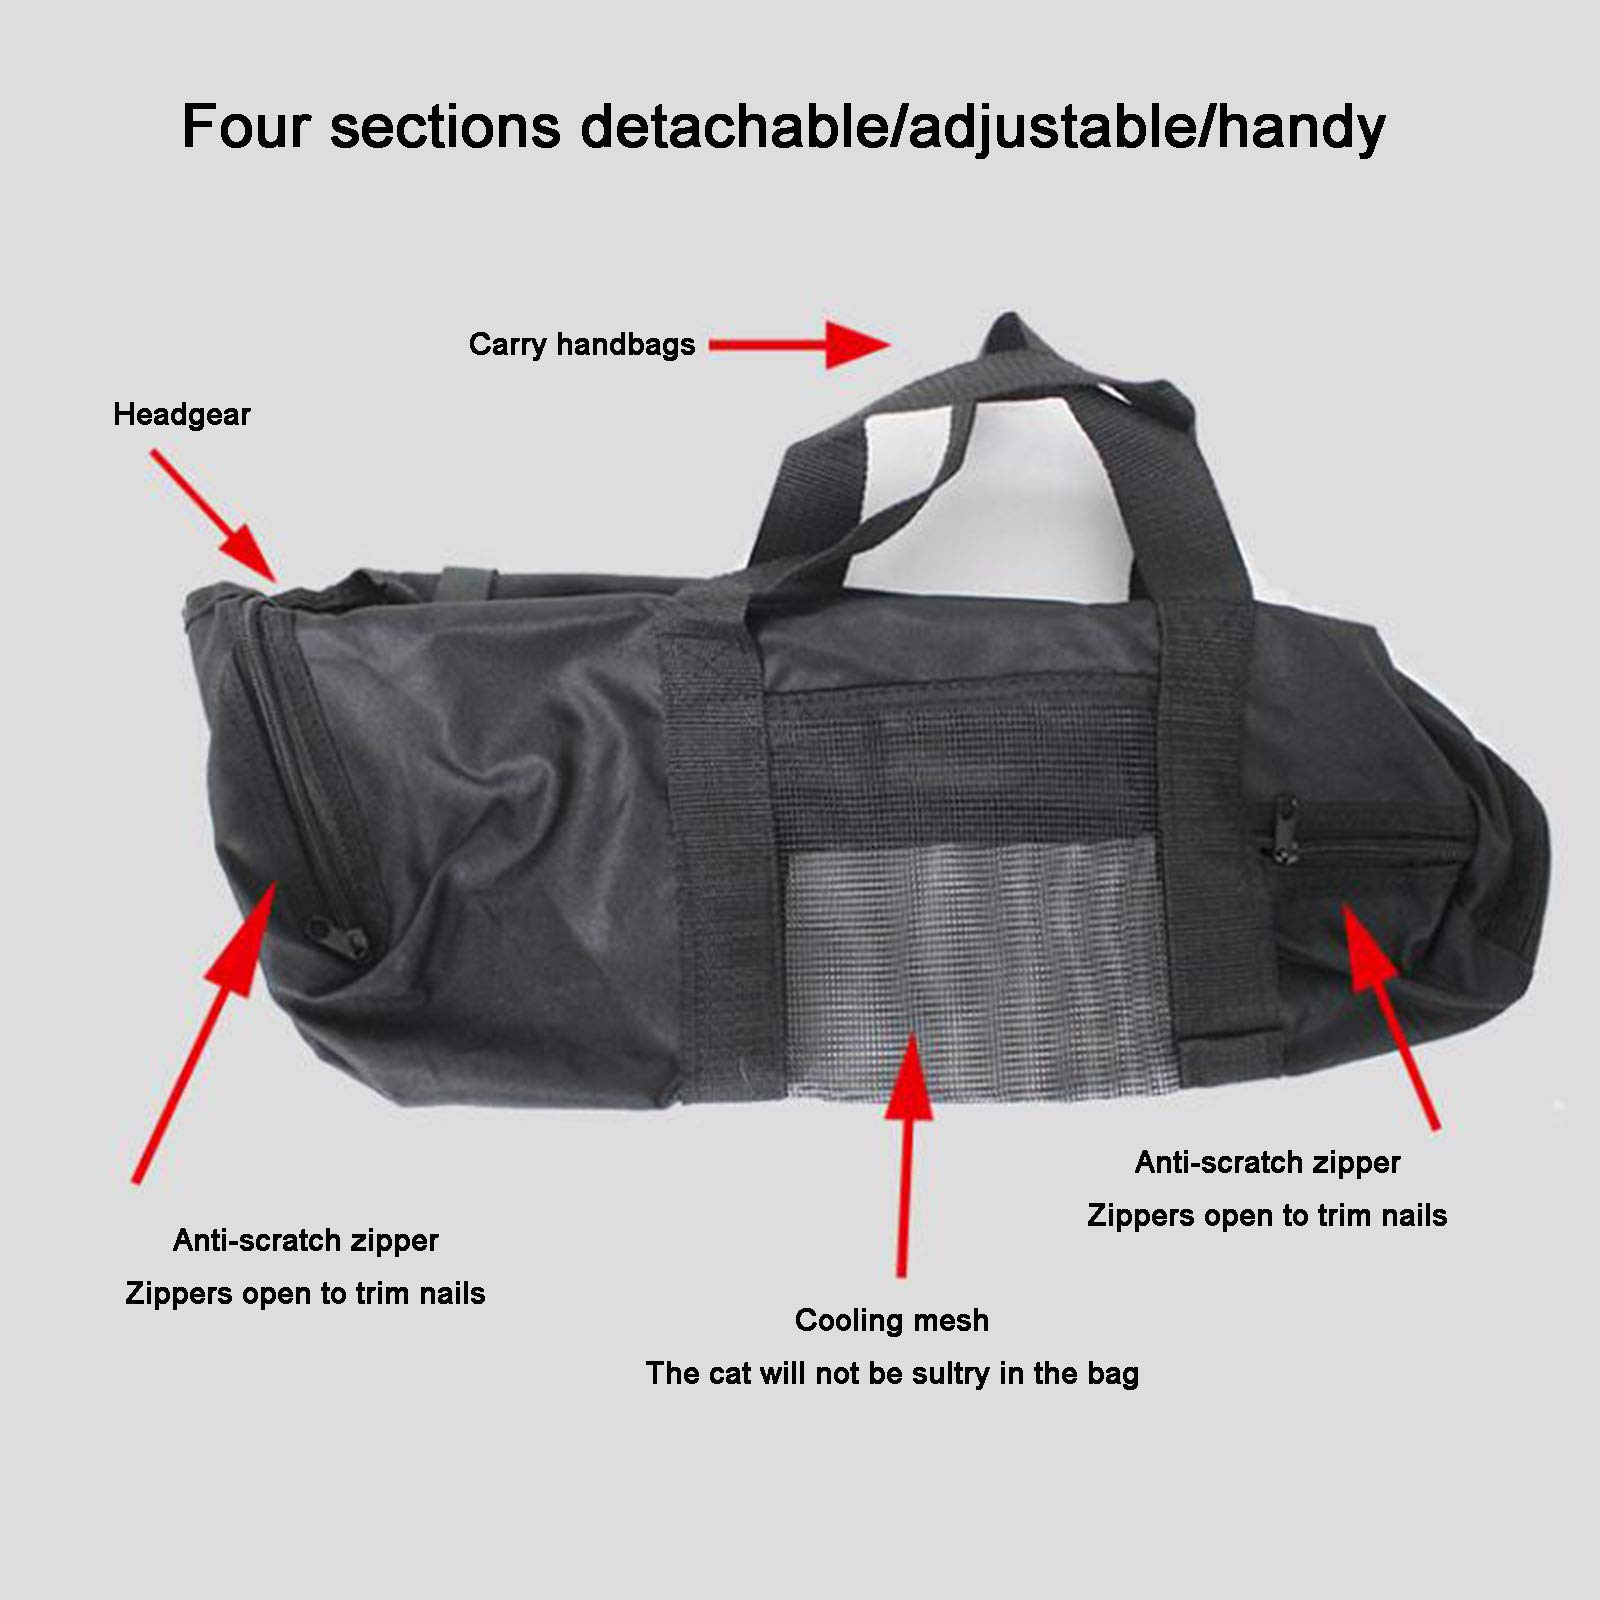 Four sections detachable/adjustable/handy
Carry handbags
Headgear
Anti-scratch zipper
Zippers open to trim nails
Anti-scratch zipper
Zippers open to trim nails
Cooling mesh
The cat will not be sultry in the bag